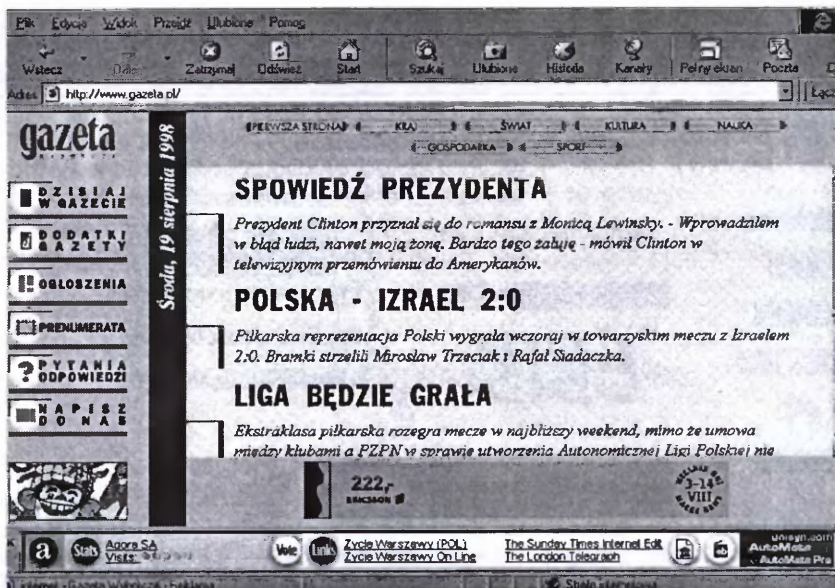 Plik Edycja Widok Przejdź Ulubione Pomoc
Wstecz Dalej Zatrzymaj Odśwież Start Szukaj Ulubione Historia Kanały Pełny ekran Poczta
Adres http://www.gazeta.pl/ Łącz
gazeta
Środa, 19 sierpnia 1998
PIERWSZA STRONA KRAJ ŚWIAT KULTURA NAUKA
GOSPODARKA SPORT
DZISIAJ
W GAZECIE
DODATKI
GAZETY
OGŁOSZENIA
PRENUMERATA
PYTANIA
ODPOWIEDZI
NAPISZ
DO NAS
SPOWIEDŹ PREZYDENTA
Prezydent Clinton przyznał się do romansu z Monicą Lewinsky. - Wprowadziłem
w błąd ludzi, nawet moją żonę. Bardzo tego żałuję - mówił Clinton w
telewizyjnym przemówieniu do Amerykanów.
POLSKA - IZRAEL 2:0
Piłkarska reprezentacja Polski wygrała wczoraj w towarzyskim meczu z Izraelem
2:0. Bramki strzelili Mirosław Trzeciak i Rafał Siadaczka.
LIGA BĘDZIE GRAŁA
Ekstraklasa piłkarska rozegra mecze w najbliższy weekend, mimo że umowa
między klubami a PZPN w sprawie utworzenia Autonomicznej Ligi Polskiej nie
222,-
ERICSSON
3-14
VIII
a Stats Agora SA
Visits:
Vote Links Życie Warszawy (POL) The Sunday Times Internet Edit
Życie Warszawy On Line The London Telegraph
unisyn.com
AutoMate
AutoMate Pro